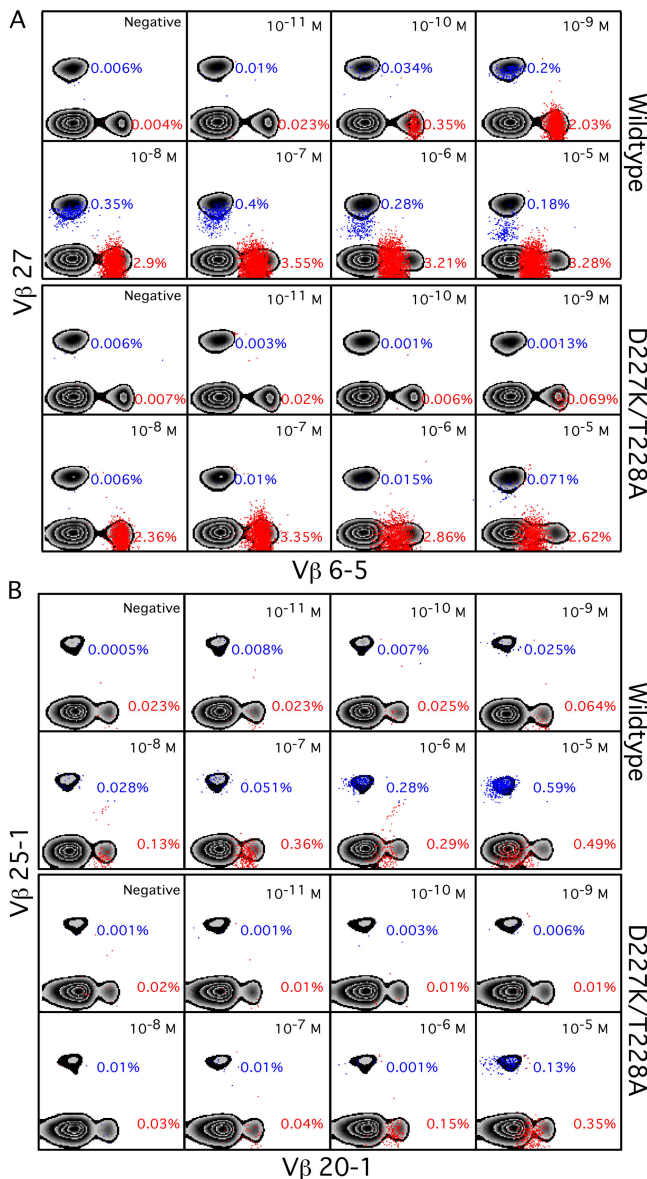 A
Negative
10-11 M
10-10 M
10-9 M
0.006%
0.01%
0.034%
0.2%
0.004%
0.023%
0.35%
2.03%
Wildtype
10-8 M
10-7 M
10-6 M
10-5 M
0.35%
0.4%
0.28%
0.18%
2.9%
3.55%
3.21%
3.28%
Vβ 27
Negative
10-11 M
10-10 M
10-9 M
0.006%
0.003%
0.001%
0.0013%
0.007%
0.02%
0.006%
0.069%
D227K/T228A
10-8 M
10-7 M
10-6 M
10-5 M
0.006%
0.01%
0.015%
0.071%
2.36%
3.35%
2.86%
2.62%
Vβ 6-5
B
Negative
10-11 M
10-10 M
10-9 M
0.0005%
0.008%
0.007%
0.025%
0.023%
0.023%
0.025%
0.064%
Wildtype
10-8 M
10-7 M
10-6 M
10-5 M
0.028%
0.051%
0.28%
0.59%
0.13%
0.36%
0.29%
0.49%
Vβ 25-1
Negative
10-11 M
10-10 M
10-9 M
0.001%
0.001%
0.003%
0.006%
0.02%
0.01%
0.01%
0.01%
D227K/T228A
10-8 M
10-7 M
10-6 M
10-5 M
0.01%
0.01%
0.001%
0.13%
0.03%
0.04%
0.15%
0.35%
Vβ 20-1